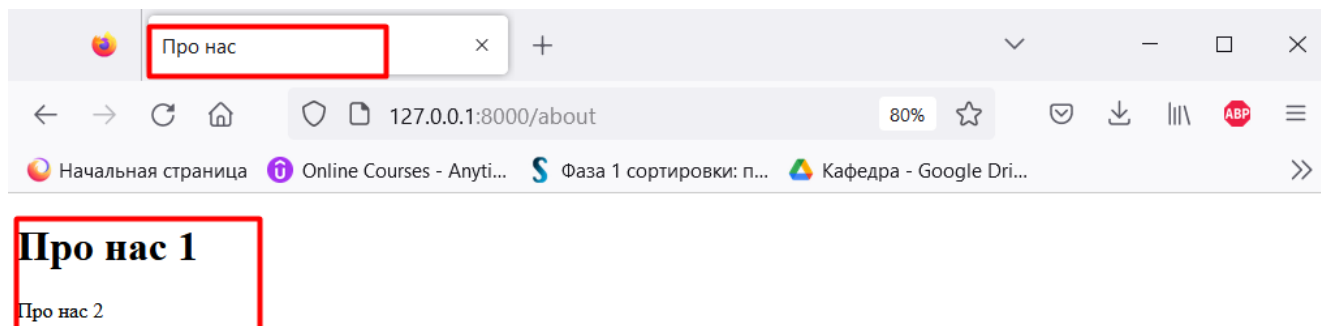 Про нас
127.0.0.1:8000/about 80% ABP
Начальная страница Online Courses - Anyti... Фаза 1 сортировки: п... Кафедра - Google Dri...
Про нас 1
Про нас 2